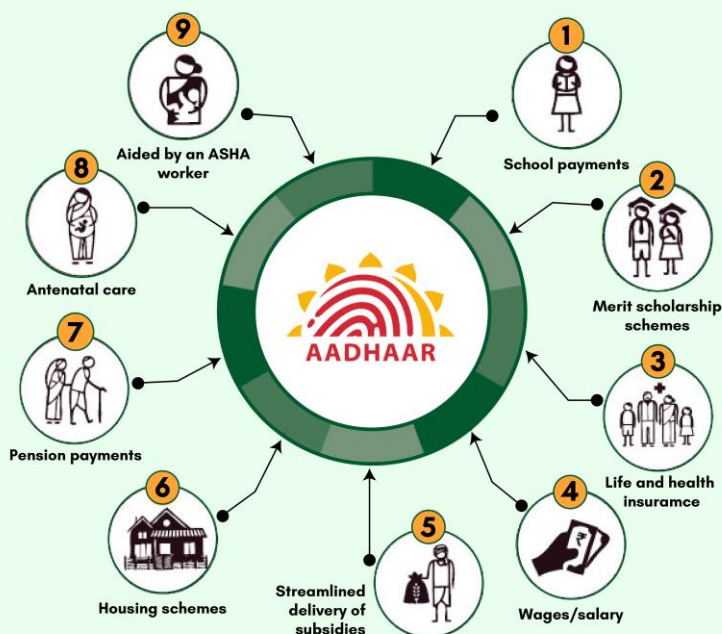 1
School payments
2
Merit scholarship
schemes
3
Life and health
insuramce
4
Wages/salary
5
Streamlined
delivery of
subsidies
6
Housing schemes
7
Pension payments
8
Antenatal care
9
Aided by an ASHA
worker
AADHAAR
₹